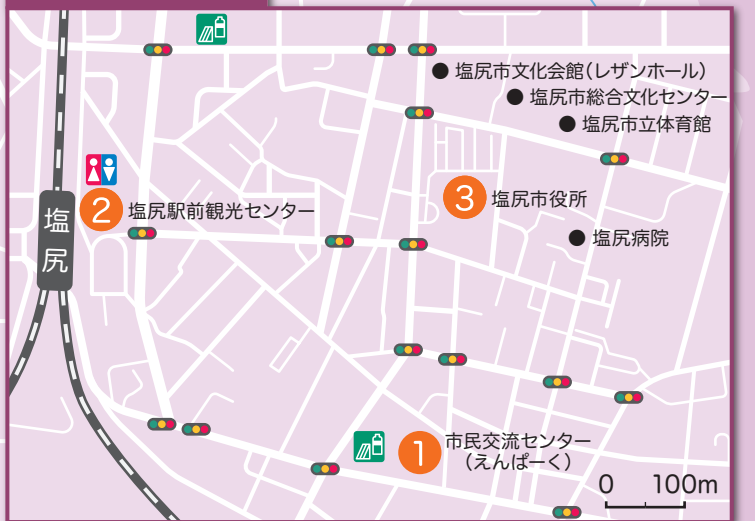 塩尻市文化会館(レザンホール)
塩尻市総合文化センター
塩尻市立体育館
3 塩尻市役所
塩尻
2 塩尻駅前観光センター
塩尻病院
1 市民交流センター
(えんぱーく)
0 100m